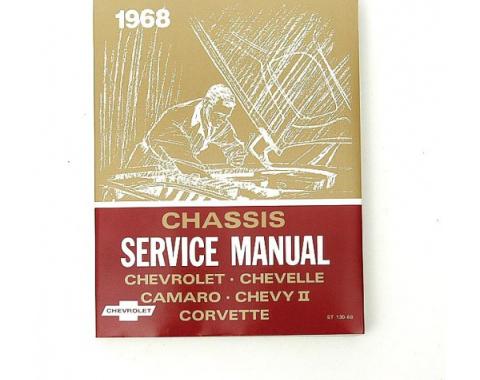 1968
CHASSIS
SERVICE MANUAL
CHEVROLET · CHEVELLE
CAMARO · CHEVY II
CORVETTE
CHEVROLET
ST 130-68